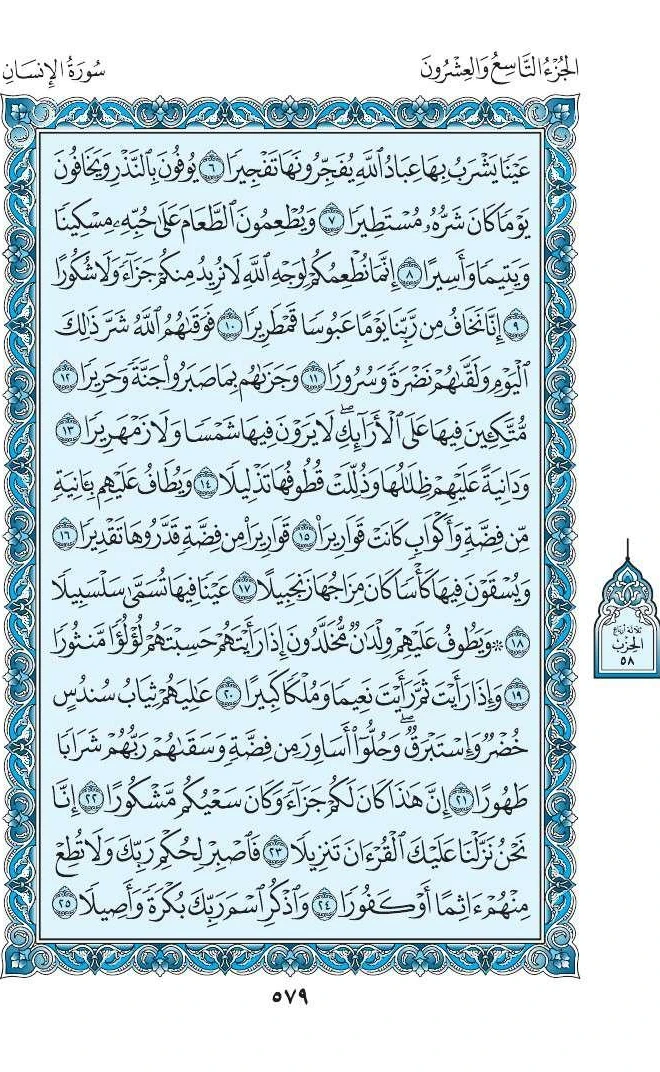 سُورَةُ الإِنسَانِ
الجُزْءُ التَّاسِعُ وَالعِشْرُونَ
عَيْنًا يَشْرَبُ بِهَا عِبَادُ ٱللَّهِ يُفَجِّرُونَهَا تَفْجِيرًا ٦ يُوفُونَ بِٱلنَّذْرِ وَيَخَافُونَ
يَوْمًا كَانَ شَرُّهُۥ مُسْتَطِيرًا ٧ وَيُطْعِمُونَ ٱلطَّعَامَ عَلَىٰ حُبِّهِۦ مِسْكِينًا
وَيَتِيمًا وَأَسِيرًا ٨ إِنَّمَا نُطْعِمُكُمْ لِوَجْهِ ٱللَّهِ لَا نُرِيدُ مِنكُمْ جَزَآءً وَلَا شُكُورًا
٩ إِنَّا نَخَافُ مِن رَّبِّنَا يَوْمًا عَبُوسًا قَمْطَرِيرًا ١٠ فَوَقَىٰهُمُ ٱللَّهُ شَرَّ ذَٰلِكَ
ٱلْيَوْمِ وَلَقَّىٰهُمْ نَضْرَةً وَسُرُورًا ١١ وَجَزَىٰهُم بِمَا صَبَرُوا۟ جَنَّةً وَحَرِيرًا ١٢
مُّتَّكِـِٔينَ فِيهَا عَلَى ٱلْأَرَآئِكِۖ لَا يَرَوْنَ فِيهَا شَمْسًا وَلَا زَمْهَرِيرًا ١٣
وَدَانِيَةً عَلَيْهِمْ ظِلَٰلُهَا وَذُلِّلَتْ قُطُوفُهَا تَذْلِيلًا ١٤ وَيُطَافُ عَلَيْهِم بِـَٔانِيَةٍ
مِّن فِضَّةٍ وَأَكْوَابٍ كَانَتْ قَوَارِيرَا۠ ١٥ قَوَارِيرَا۟ مِن فِضَّةٍ قَدَّرُوهَا تَقْدِيرًا ١٦
وَيُسْقَوْنَ فِيهَا كَأْسًا كَانَ مِزَاجُهَا زَنجَبِيلًا ١٧ عَيْنًا فِيهَا تُسَمَّىٰ سَلْسَبِيلًا
١٨ ۞ وَيَطُوفُ عَلَيْهِمْ وِلْدَٰنٌ مُّخَلَّدُونَ إِذَا رَأَيْتَهُمْ حَسِبْتَهُمْ لُؤْلُؤًا مَّنثُورًا
١٩ وَإِذَا رَأَيْتَ ثَمَّ رَأَيْتَ نَعِيمًا وَمُلْكًا كَبِيرًا ٢٠ عَٰلِيَهُمْ ثِيَابُ سُندُسٍ
خُضْرٌ وَإِسْتَبْرَقٌۖ وَحُلُّوٓا۟ أَسَاوِرَ مِن فِضَّةٍ وَسَقَىٰهُمْ رَبُّهُمْ شَرَابًا
طَهُورًا ٢١ إِنَّ هَٰذَا كَانَ لَكُمْ جَزَآءً وَكَانَ سَعْيُكُم مَّشْكُورًا ٢٢ إِنَّا
نَحْنُ نَزَّلْنَا عَلَيْكَ ٱلْقُرْءَانَ تَنزِيلًا ٢٣ فَٱصْبِرْ لِحُكْمِ رَبِّكَ وَلَا تُطِعْ
مِنْهُمْ ءَاثِمًا أَوْ كَفُورًا ٢٤ وَٱذْكُرِ ٱسْمَ رَبِّكَ بُكْرَةً وَأَصِيلًا ٢٥
ثلاثة أرباع
الحزب
٥٨
٥٧٩